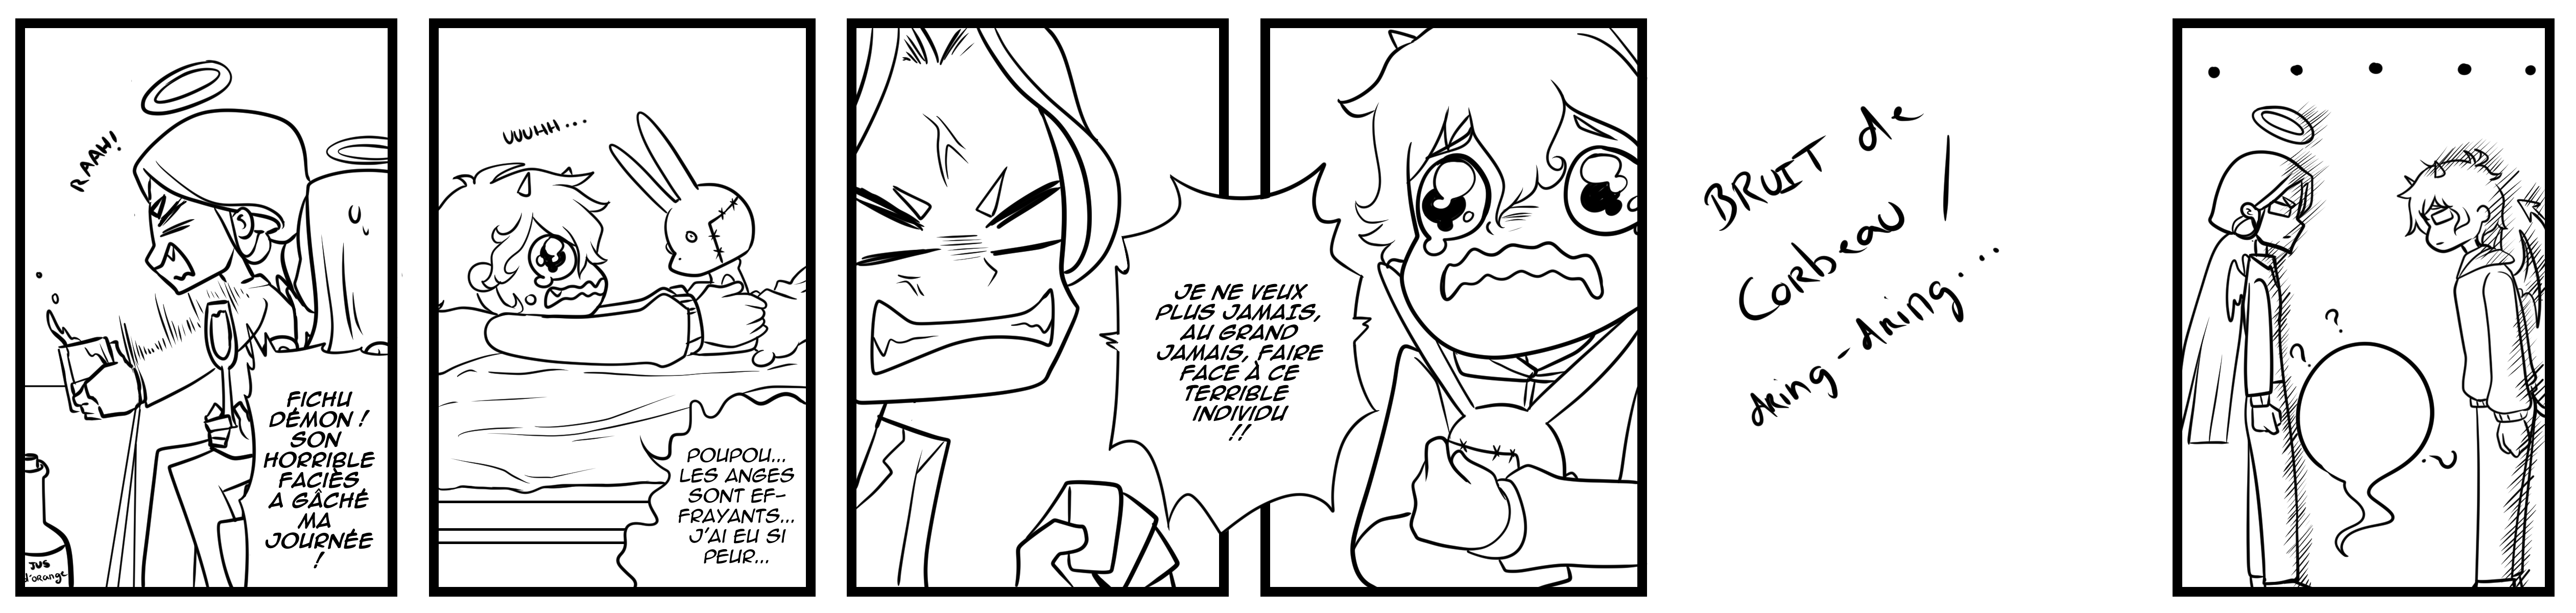 RAAH!
FICHU
DÉMON !
SON
HORRIBLE
FACIÈS
A GÂCHÉ
MA
JOURNÉE
!
JUS
d'orange
UUUHH...
POUPOU...
LES ANGES
SONT EF-
FRAYANTS...
J'AI EU SI
PEUR...
JE NE VEUX
PLUS JAMAIS,
AU GRAND
JAMAIS, FAIRE
FACE À CE
TERRIBLE
INDIVIDU
!!
BRUIT de
Corbeau !
Aring-Aring...
• • • • •
?
?
?